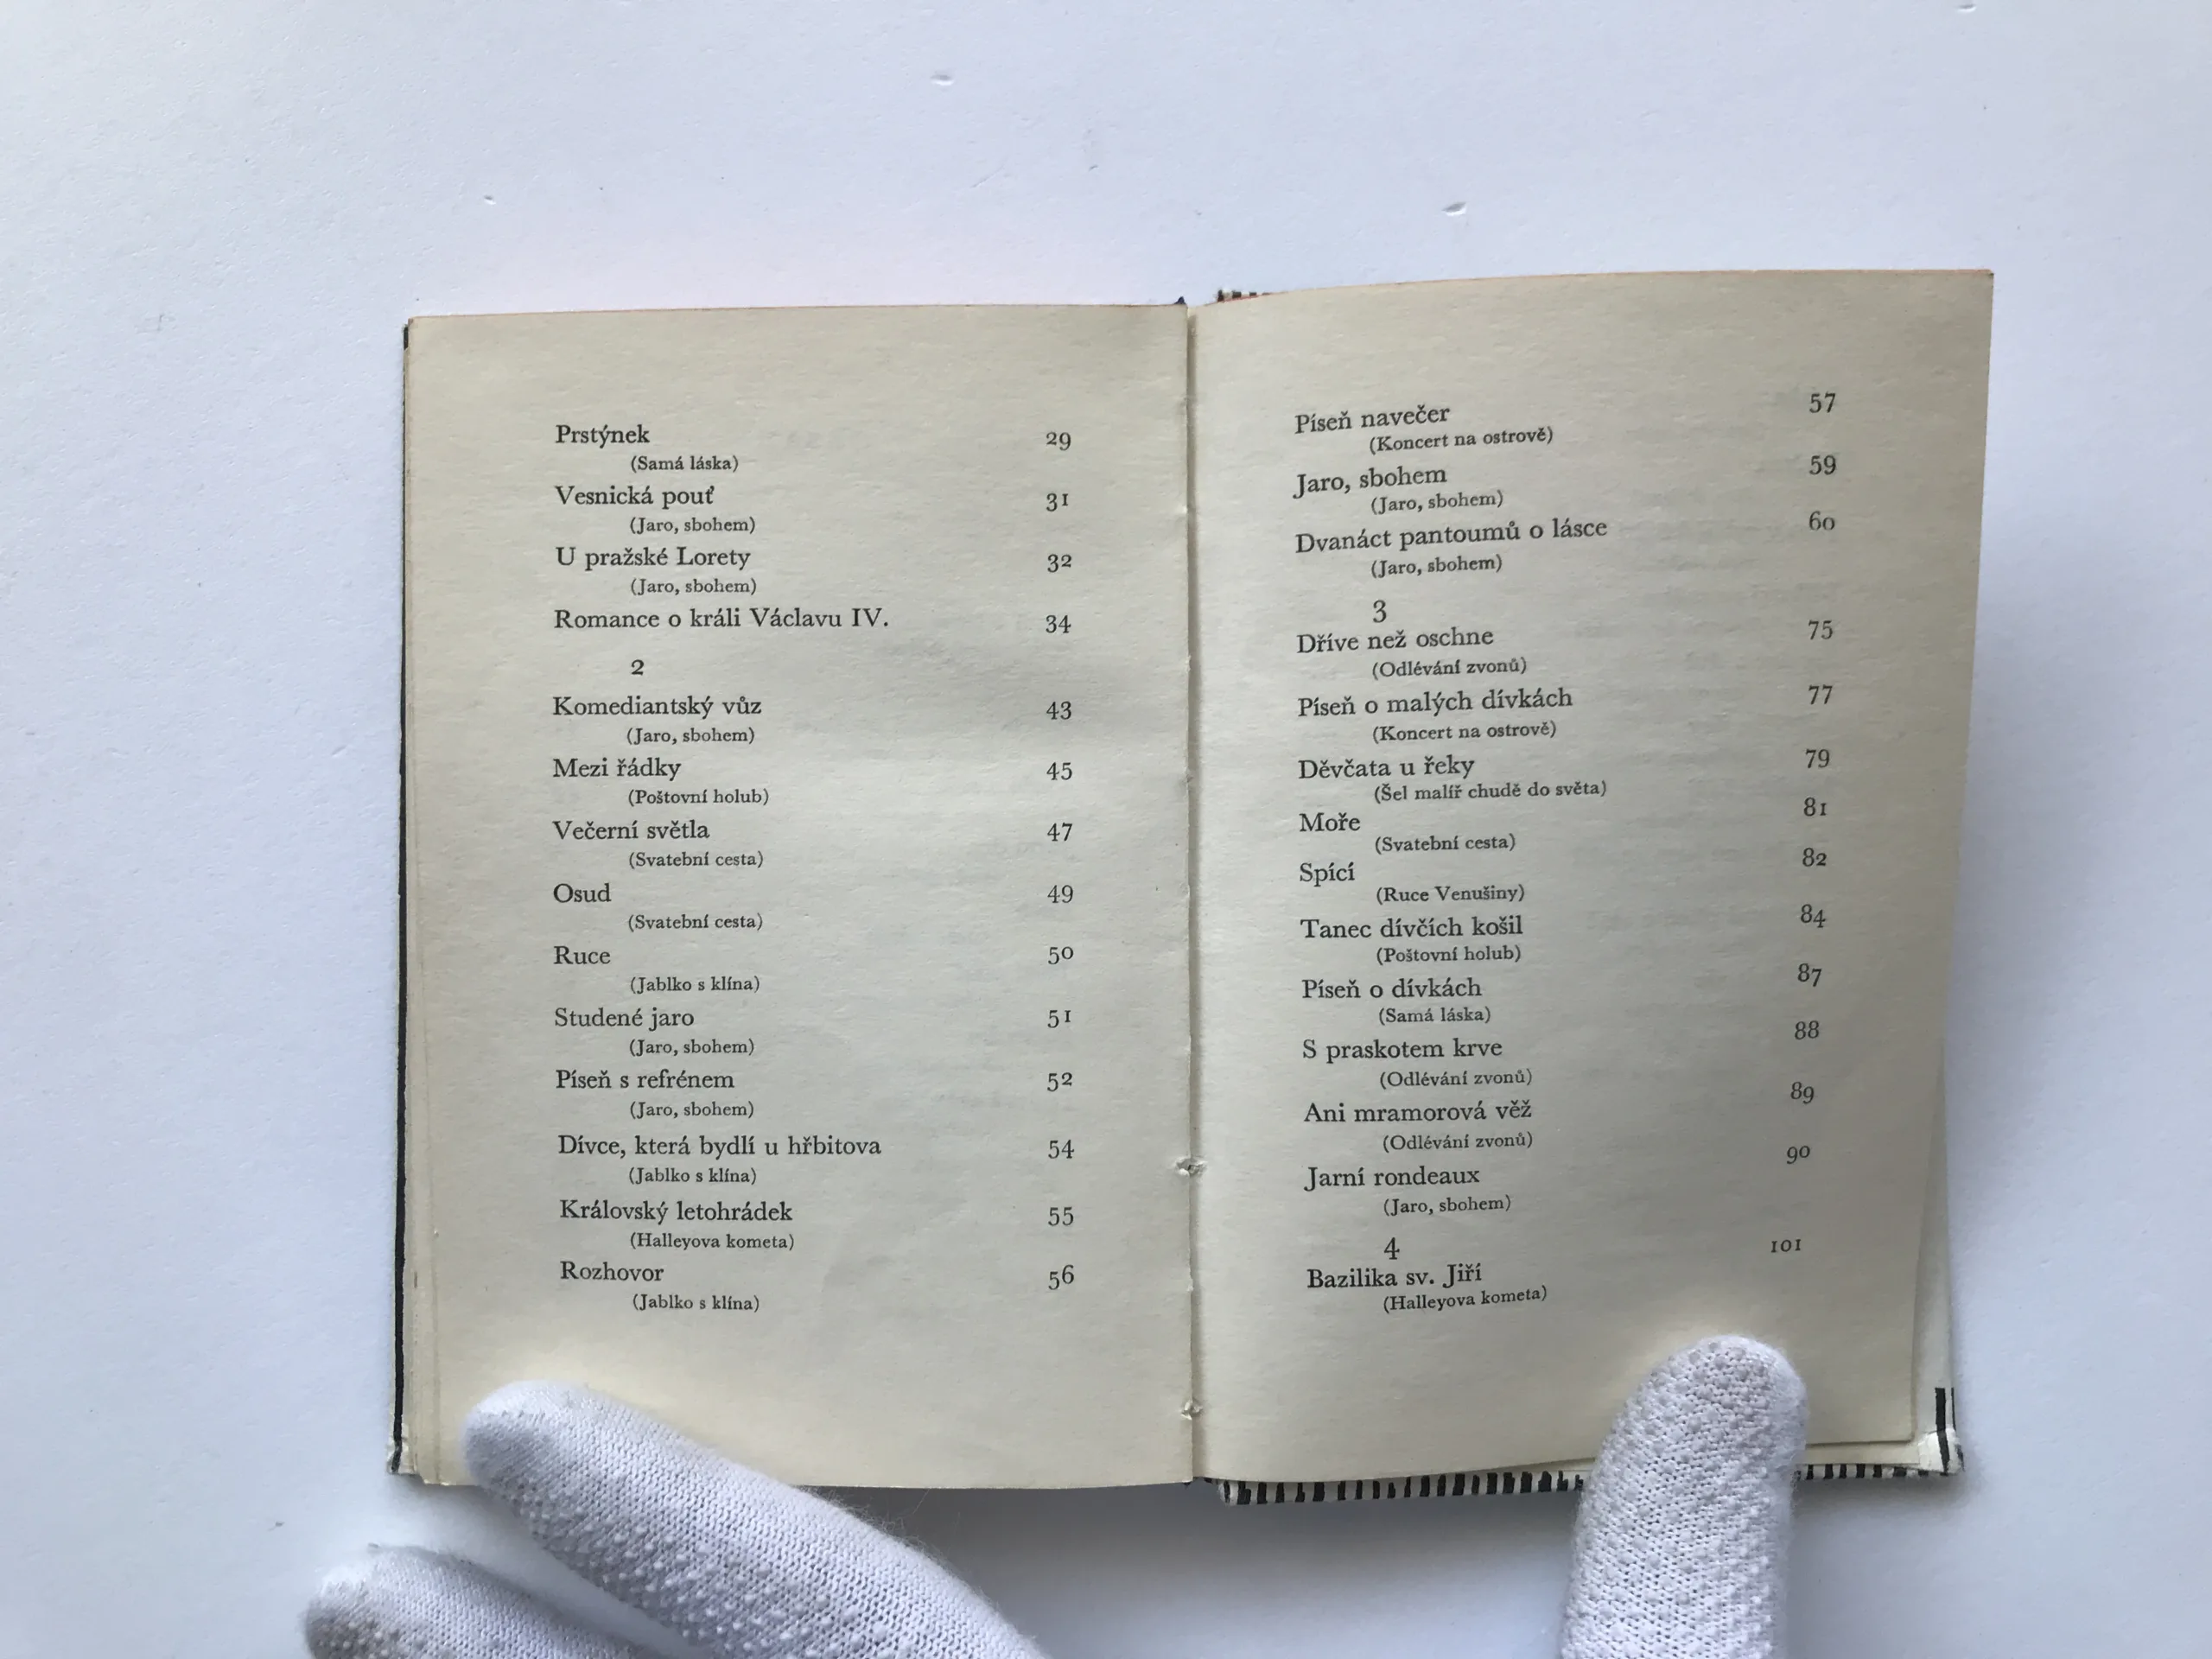 Prstýnek 29
(Samá láska)
Vesnická pouť 31
(Jaro, sbohem)
U pražské Lorety 32
(Jaro, sbohem)
Romance o králi Václavu IV. 34
2
Komediantský vůz 43
(Jaro, sbohem)
Mezi řádky 45
(Poštovní holub)
Večerní světla 47
(Svatební cesta)
Osud 49
(Svatební cesta)
Ruce 50
(Jablko s klína)
Studené jaro 51
(Jaro, sbohem)
Píseň s refrénem 52
(Jaro, sbohem)
Dívce, která bydlí u hřbitova 54
(Jablko s klína)
Královský letohrádek 55
(Halleyova kometa)
Rozhovor 56
(Jablko s klína)
Píseň navečer 57
(Koncert na ostrově)
Jaro, sbohem 59
(Jaro, sbohem)
Dvanáct pantoumů o lásce 60
(Jaro, sbohem)
3
Dříve než oschne 75
(Odlévání zvonů)
Píseň o malých dívkách 77
(Koncert na ostrově)
Děvčata u řeky 79
(Šel malíř chudě do světa)
Moře 81
(Svatební cesta)
Spící 82
(Ruce Venušiny)
Tanec dívčích košil 84
(Poštovní holub)
Píseň o dívkách 87
(Samá láska)
S praskotem krve 88
(Odlévání zvonů)
Ani mramorová věž 89
(Odlévání zvonů)
Jarní rondeaux 90
(Jaro, sbohem)
4
Bazilika sv. Jiří 101
(Halleyova kometa)